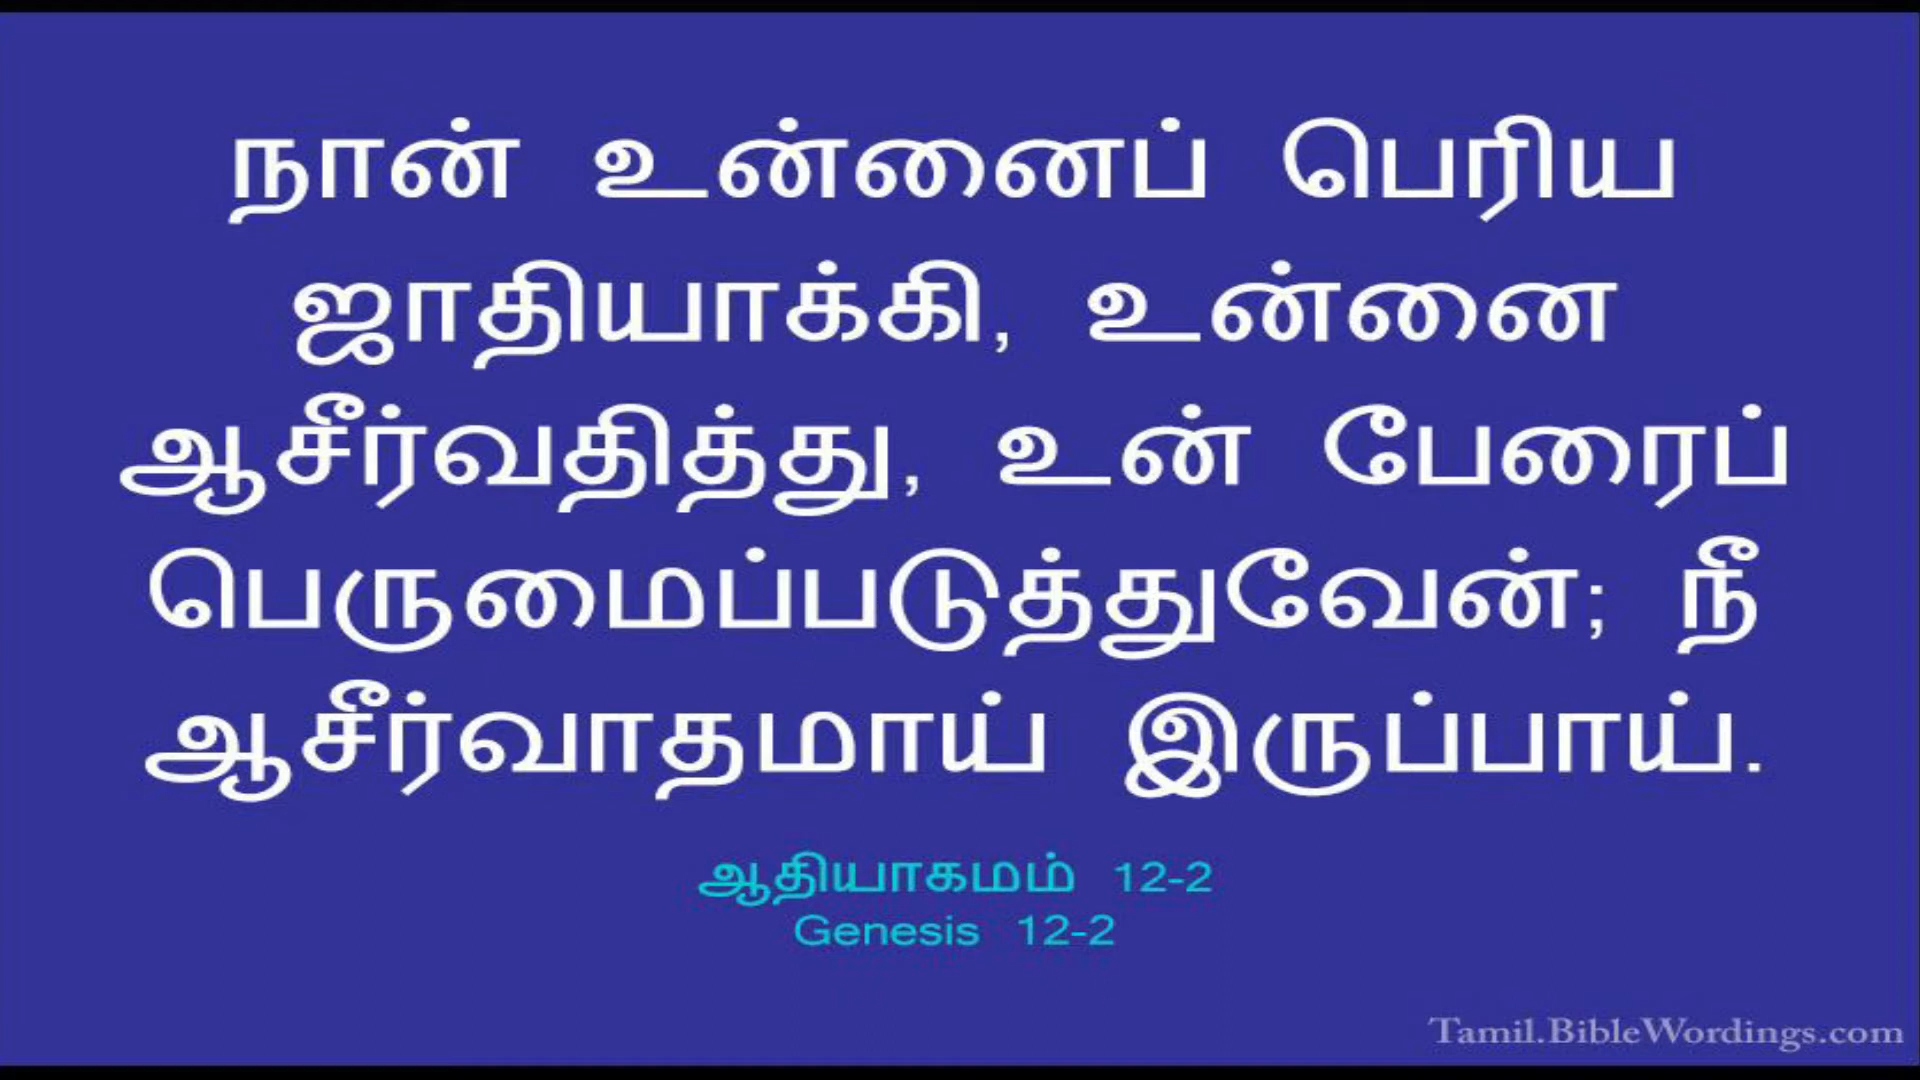 நான் உன்னைப் பெரிய
ஜாதியாக்கி, உன்னை
ஆசீர்வதித்து, உன் பேரைப்
பெருமைப்படுத்துவேன்; நீ
ஆசீர்வாதமாய் இருப்பாய்.
ஆதியாகமம் 12-2
Genesis 12-2
Tamil.BibleWordings.com